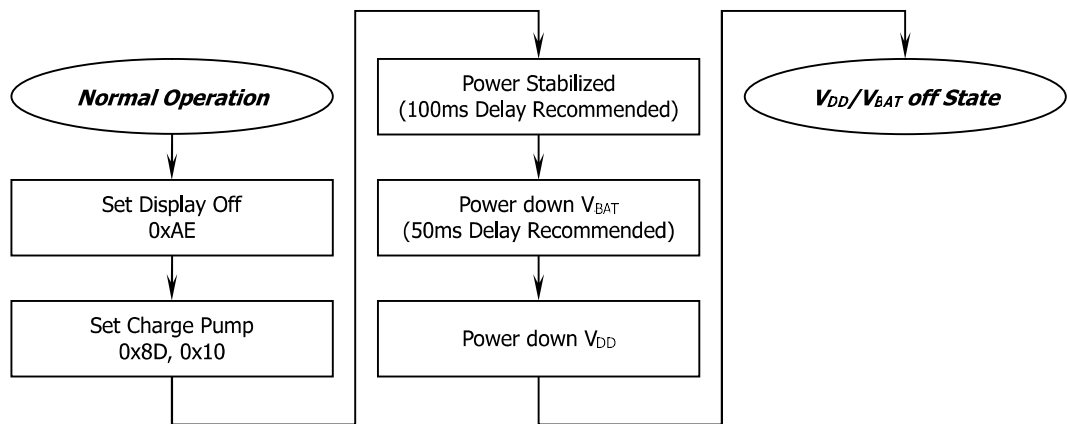 Normal Operation
Set Display Off
0xAE
Set Charge Pump
0x8D, 0x10
Power Stabilized
(100ms Delay Recommended)
Power down VBAT
(50ms Delay Recommended)
Power down VDD
VDD/VBAT off State